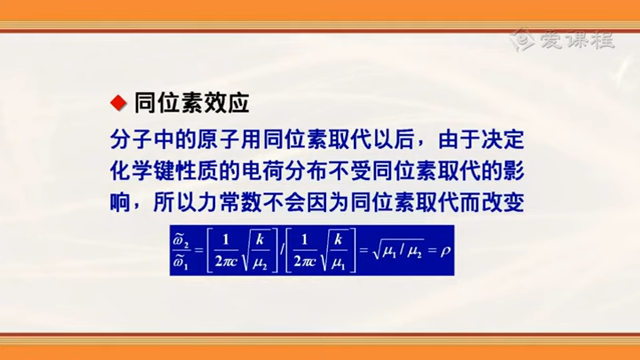 爱课程
◆ 同位素效应
分子中的原子用同位素取代以后，由于决定
化学键性质的电荷分布不受同位素取代的影
响，所以力常数不会因为同位素取代而改变
ω̃₂/ω̃₁ = [1/2πc √(k/μ₂)] / [1/2πc √(k/μ₁)] = √(μ₁/μ₂) = ρ